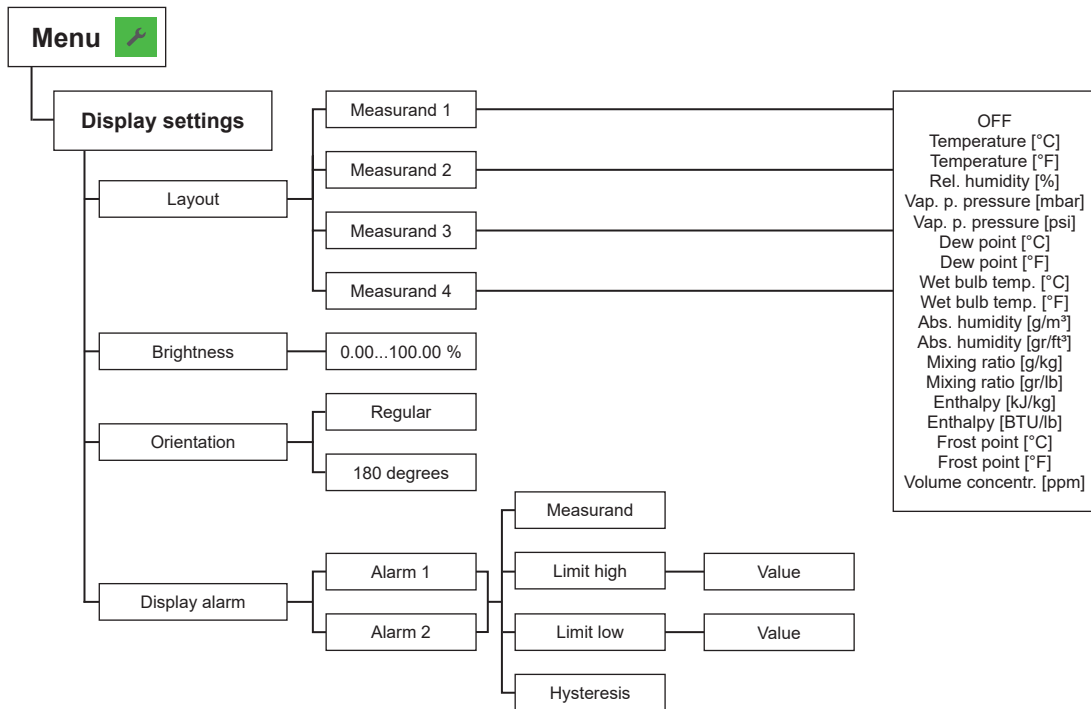 Menu
Display settings
Layout
Measurand 1
Measurand 2
Measurand 3
Measurand 4
OFF
Temperature [°C]
Temperature [°F]
Rel. humidity [%]
Vap. p. pressure [mbar]
Vap. p. pressure [psi]
Dew point [°C]
Dew point [°F]
Wet bulb temp. [°C]
Wet bulb temp. [°F]
Abs. humidity [g/m³]
Abs. humidity [gr/ft³]
Mixing ratio [g/kg]
Mixing ratio [gr/lb]
Enthalpy [kJ/kg]
Enthalpy [BTU/lb]
Frost point [°C]
Frost point [°F]
Volume concentr. [ppm]
Brightness
0.00...100.00 %
Orientation
Regular
180 degrees
Display alarm
Alarm 1
Alarm 2
Measurand
Limit high
Value
Limit low
Value
Hysteresis